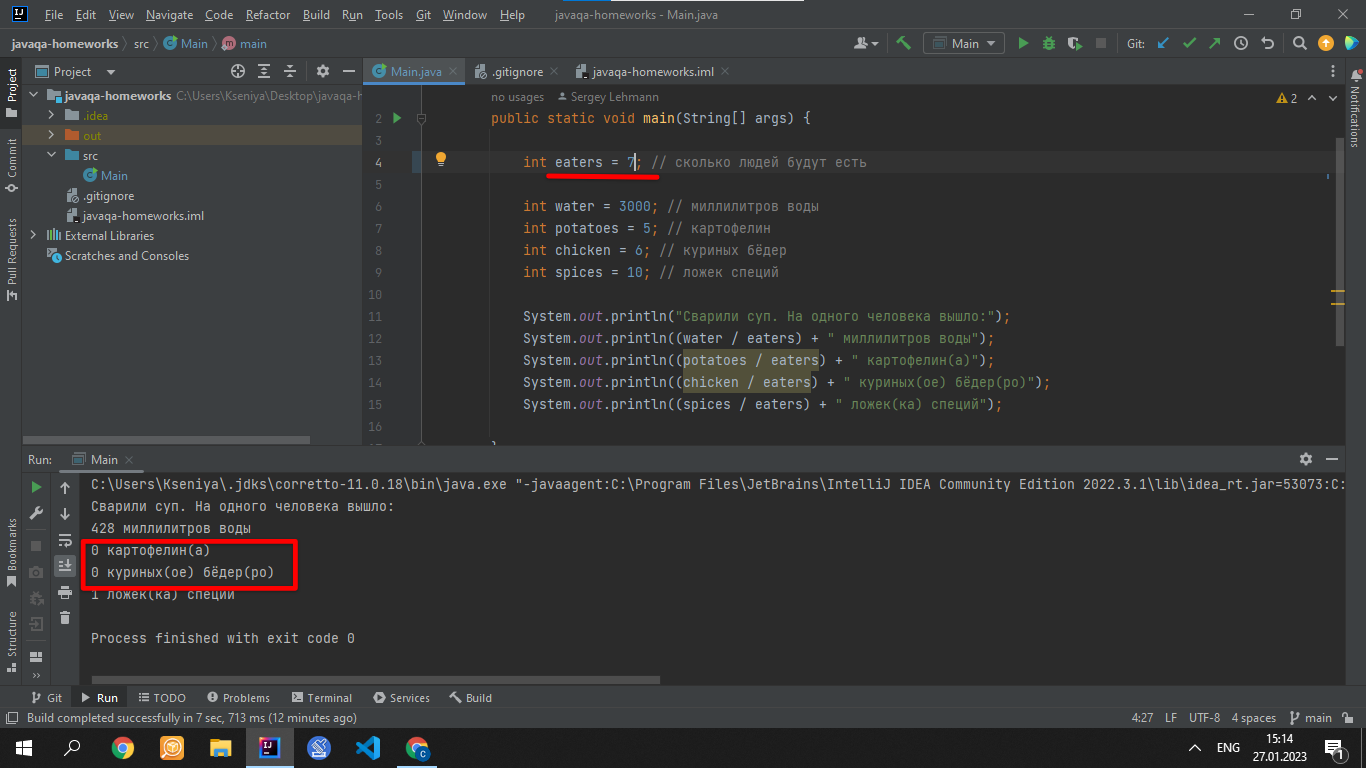 File Edit View Navigate Code Refactor Build Run Tools Git Window Help javaqa-homeworks - Main.java
javaqa-homeworks src Main main
Main Git:
Project
Main.java .gitignore javaqa-homeworks.iml
javaqa-homeworks C:\Users\Kseniya\Desktop\javaqa-h
.idea
out
src
Main
.gitignore
javaqa-homeworks.iml
External Libraries
Scratches and Consoles
Project
Commit
Pull Requests
Bookmarks
Structure
Notifications
no usages Sergey Lehmann
2
2 public static void main(String[] args) {
3
4 int eaters = 7; // сколько людей будут есть
5
6 int water = 3000; // миллилитров воды
7 int potatoes = 5; // картофелин
8 int chicken = 6; // куриных бёдер
9 int spices = 10; // ложек специй
10
11 System.out.println("Сварили суп. На одного человека вышло:");
12 System.out.println((water / eaters) + " миллилитров воды");
13 System.out.println((potatoes / eaters) + " картофелин(а)");
14 System.out.println((chicken / eaters) + " куриных(ое) бёдер(ро)");
15 System.out.println((spices / eaters) + " ложек(ка) специй");
16
Run: Main
C:\Users\Kseniya\.jdks\corretto-11.0.18\bin\java.exe "-javaagent:C:\Program Files\JetBrains\IntelliJ IDEA Community Edition 2022.3.1\lib\idea_rt.jar=53073:C:
Сварили суп. На одного человека вышло:
428 миллилитров воды
0 картофелин(а)
0 куриных(ое) бёдер(ро)
1 ложек(ка) специй
Process finished with exit code 0
Git Run TODO Problems Terminal Services Build
Build completed successfully in 7 sec, 713 ms (12 minutes ago) 4:27 LF UTF-8 4 spaces main
ENG
15:14
27.01.2023
1